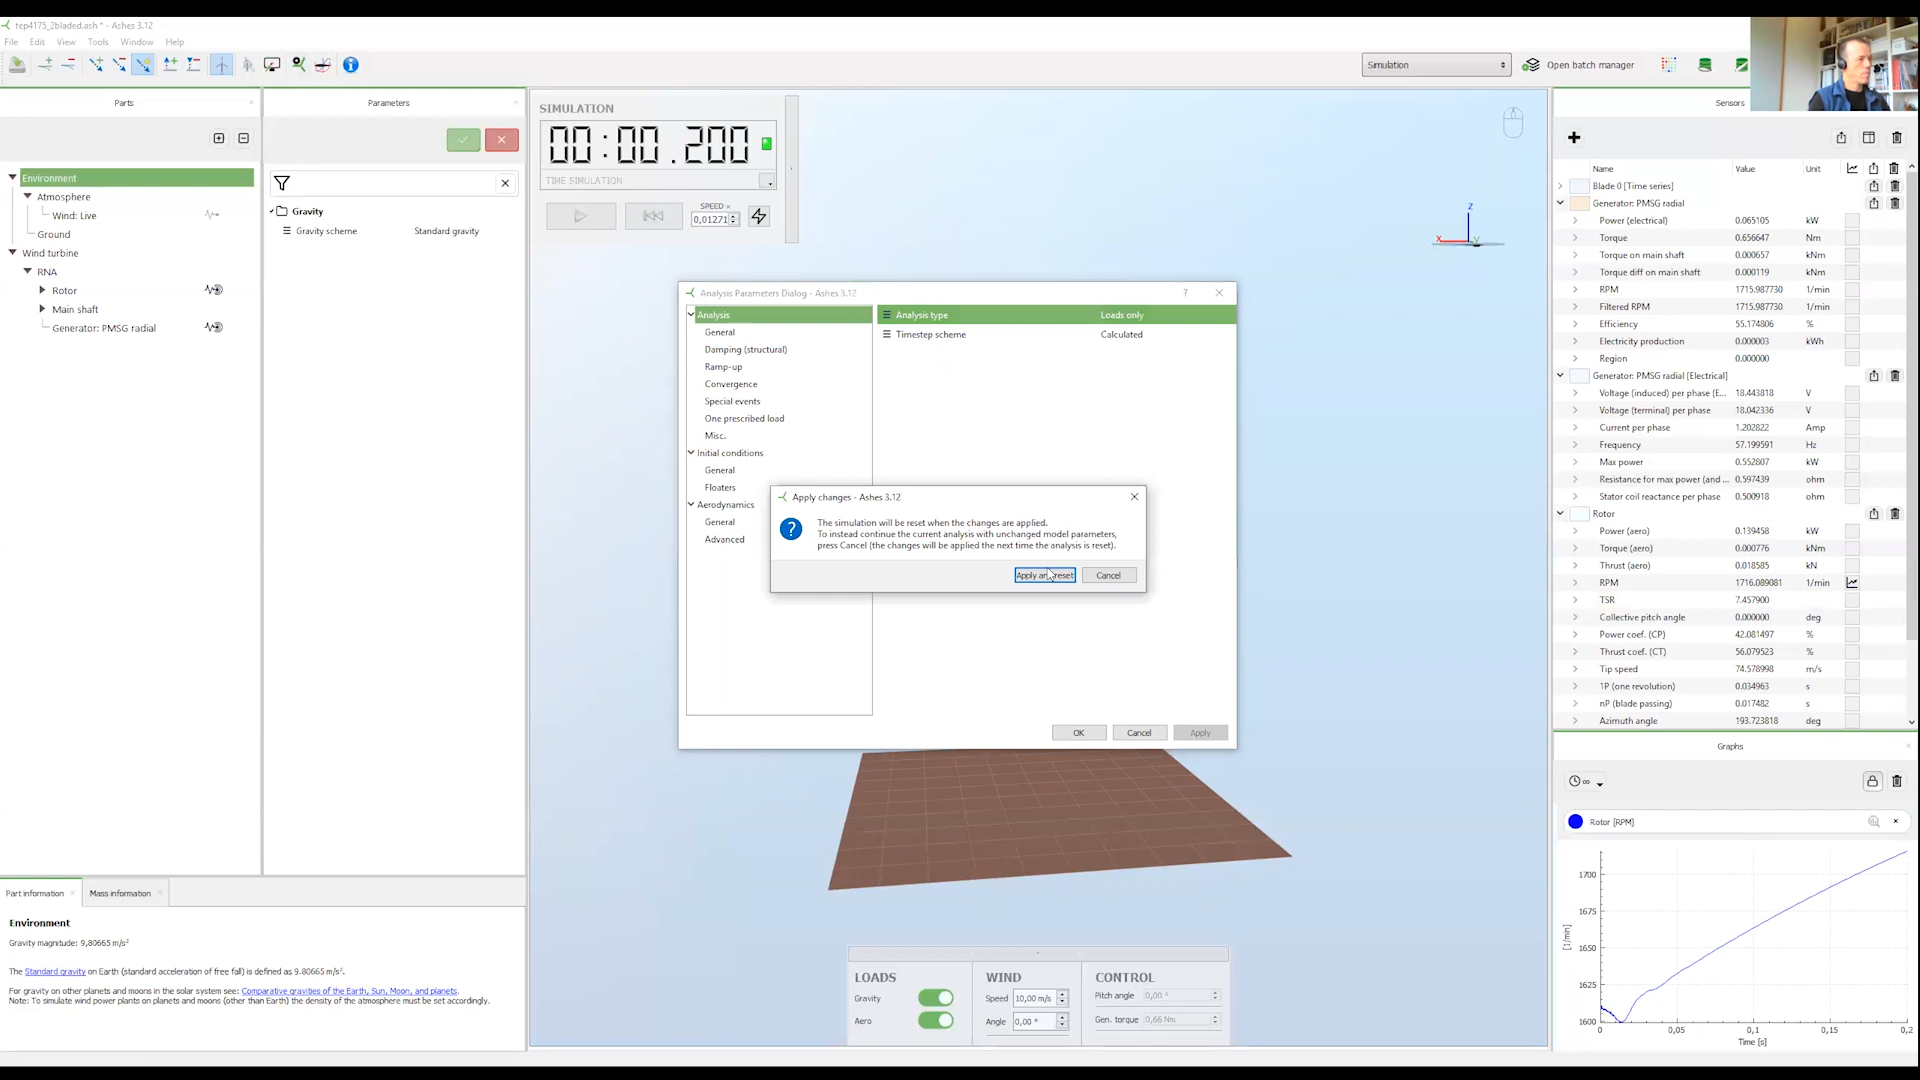 tep4175_2bladed.ash * - Ashes 3.12
File Edit View Tools Window Help
Simulation
Open batch manager
Parts
Parameters
Sensors
Environment
Atmosphere
Wind: Live
Ground
Wind turbine
RNA
Rotor
Main shaft
Generator: PMSG radial
Gravity
Gravity scheme Standard gravity
SIMULATION
00:00.200
TIME SIMULATION
SPEED ×
0,01271
Z
X
Y
Analysis Parameters Dialog - Ashes 3.12
?
Analysis
General
Damping (structural)
Ramp-up
Convergence
Special events
One prescribed load
Misc.
Initial conditions
General
Floaters
Aerodynamics
General
Advanced
Analysis type Loads only
Timestep scheme Calculated
Apply changes - Ashes 3.12
?
The simulation will be reset when the changes are applied.
To instead continue the current analysis with unchanged model parameters,
press Cancel (the changes will be applied the next time the analysis is reset).
Apply and reset Cancel
OK Cancel Apply
Name Value Unit
Blade 0 [Time series]
Generator: PMSG radial
Power (electrical) 0.065105 kW
Torque 0.656647 Nm
Torque on main shaft 0.000657 kNm
Torque diff on main shaft 0.000119 kNm
RPM 1715.987730 1/min
Filtered RPM 1715.987730 1/min
Efficiency 55.174806 %
Electricity production 0.000003 kWh
Region 0.000000
Generator: PMSG radial [Electrical]
Voltage (induced) per phase (E... 18.443818 V
Voltage (terminal) per phase 18.042336 V
Current per phase 1.202822 Amp
Frequency 57.199591 Hz
Max power 0.552807 kW
Resistance for max power (and ... 0.597439 ohm
Stator coil reactance per phase 0.500918 ohm
Rotor
Power (aero) 0.139458 kW
Torque (aero) 0.000776 kNm
Thrust (aero) 0.018585 kN
RPM 1716.089081 1/min
TSR 7.457900
Collective pitch angle 0.000000 deg
Power coef. (CP) 42.081497 %
Thrust coef. (CT) 56.079523 %
Tip speed 74.578998 m/s
1P (one revolution) 0.034963 s
nP (blade passing) 0.017482 s
Azimuth angle 193.723818 deg
Graphs
∞
Rotor [RPM]
1700
1675
1650
1625
1600
[1/min]
0 0,05 0,1 0,15 0,2
Time [s]
Part information
Mass information
Environment
Gravity magnitude: 9,80665 m/s²
The Standard gravity on Earth (standard acceleration of free fall) is defined as 9.80665 m/s².
For gravity on other planets and moons in the solar system see: Comparative gravities of the Earth, Sun, Moon, and planets.
Note: To simulate wind power plants on planets and moons (other than Earth) the density of the atmosphere must be set accordingly.
LOADS
Gravity
Aero
WIND
Speed 10,00 m/s
Angle 0,00 °
CONTROL
Pitch angle 0,00 °
Gen. torque 0,66 Nm